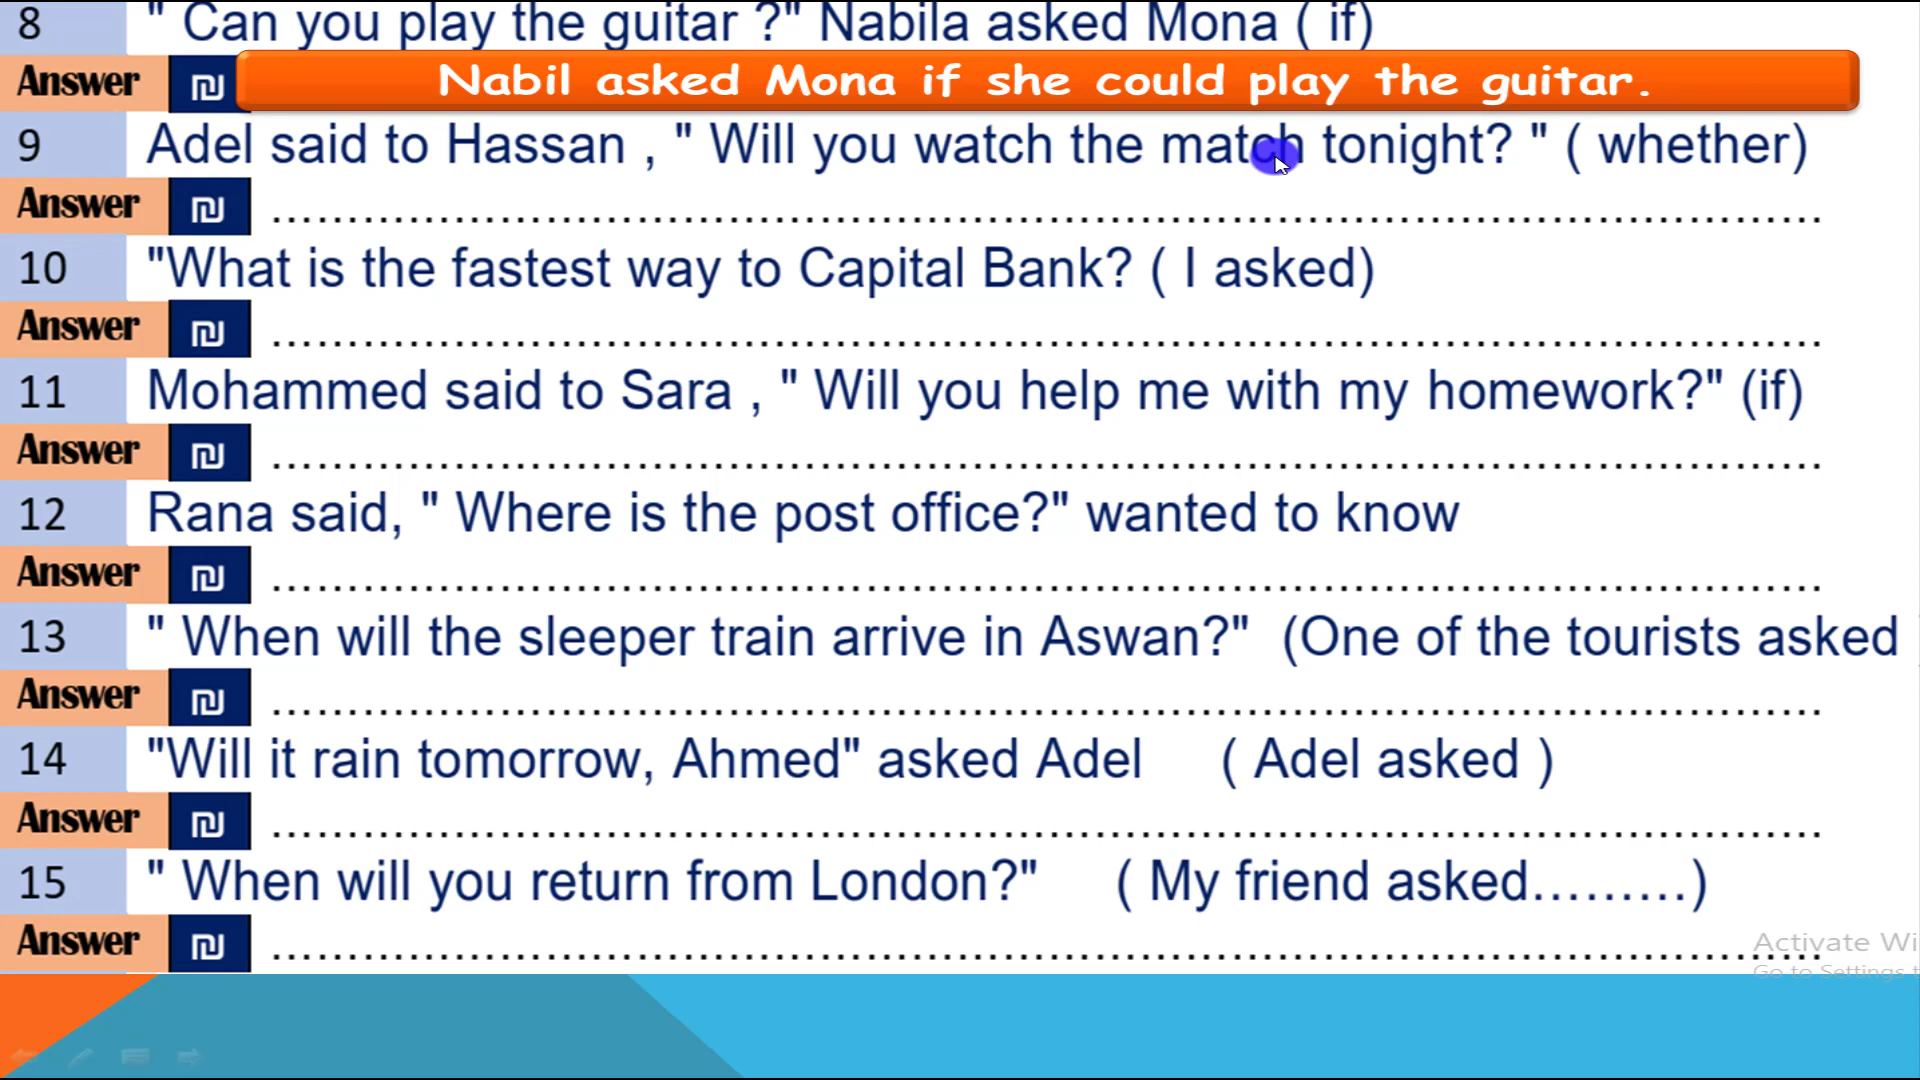 8 " Can you play the guitar ?" Nabila asked Mona ( if)
Answer ₪ Nabil asked Mona if she could play the guitar.
9 Adel said to Hassan , " Will you watch the match tonight? " ( whether)
Answer ₪ ........................................................................................................
10 "What is the fastest way to Capital Bank? ( I asked)
Answer ₪ ........................................................................................................
11 Mohammed said to Sara , " Will you help me with my homework?" (if)
Answer ₪ ........................................................................................................
12 Rana said, " Where is the post office?" wanted to know
Answer ₪ ........................................................................................................
13 " When will the sleeper train arrive in Aswan?" (One of the tourists asked )
Answer ₪ ........................................................................................................
14 "Will it rain tomorrow, Ahmed" asked Adel ( Adel asked )
Answer ₪ ........................................................................................................
15 " When will you return from London?" ( My friend asked.........)
Answer ₪ ........................................................................................................
Activate Wi
Go to Settings t